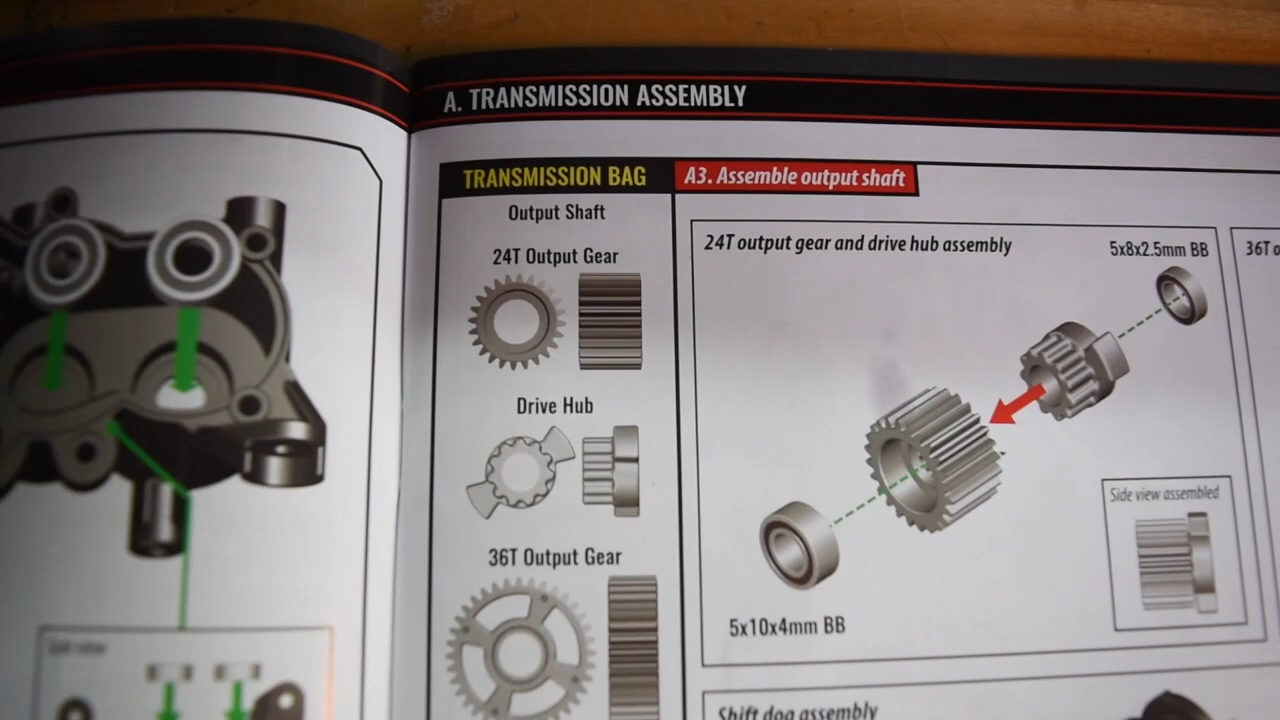 A. TRANSMISSION ASSEMBLY
TRANSMISSION BAG
A3. Assemble output shaft
Output Shaft
24T Output Gear
Drive Hub
36T Output Gear
24T output gear and drive hub assembly
5x8x2.5mm BB
5x10x4mm BB
Side view assembled
36T
Shift dog assembly